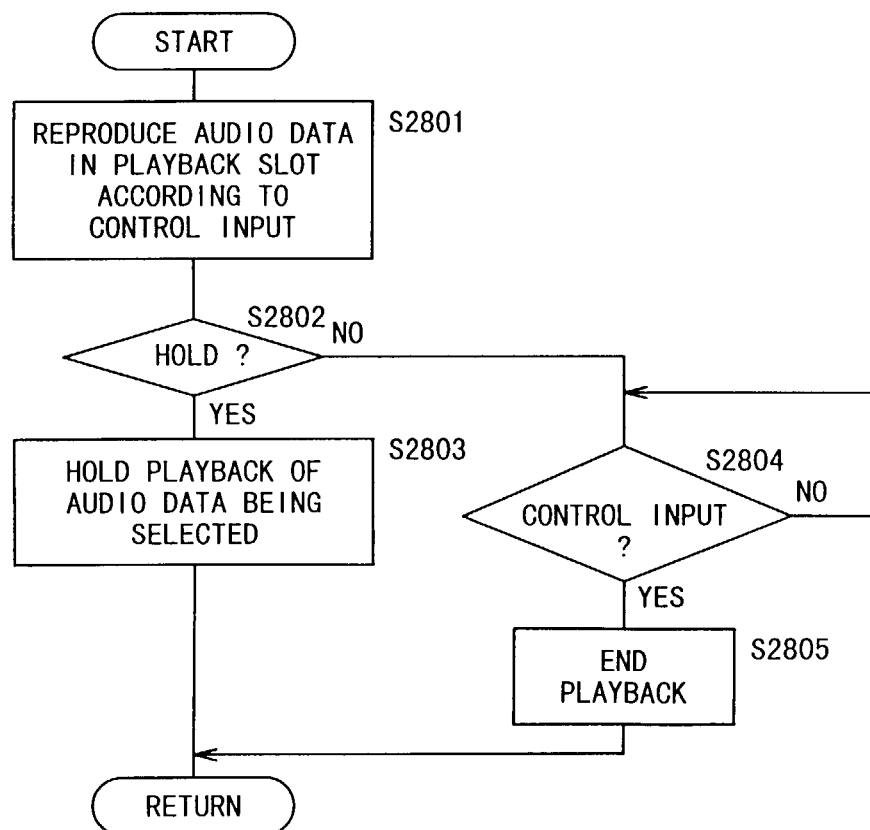 START
S2801
REPRODUCE AUDIO DATA
IN PLAYBACK SLOT
ACCORDING TO
CONTROL INPUT
S2802
HOLD ?
NO
YES
S2803
HOLD PLAYBACK OF
AUDIO DATA BEING
SELECTED
S2804
CONTROL INPUT
?
NO
YES
S2805
END
PLAYBACK
RETURN